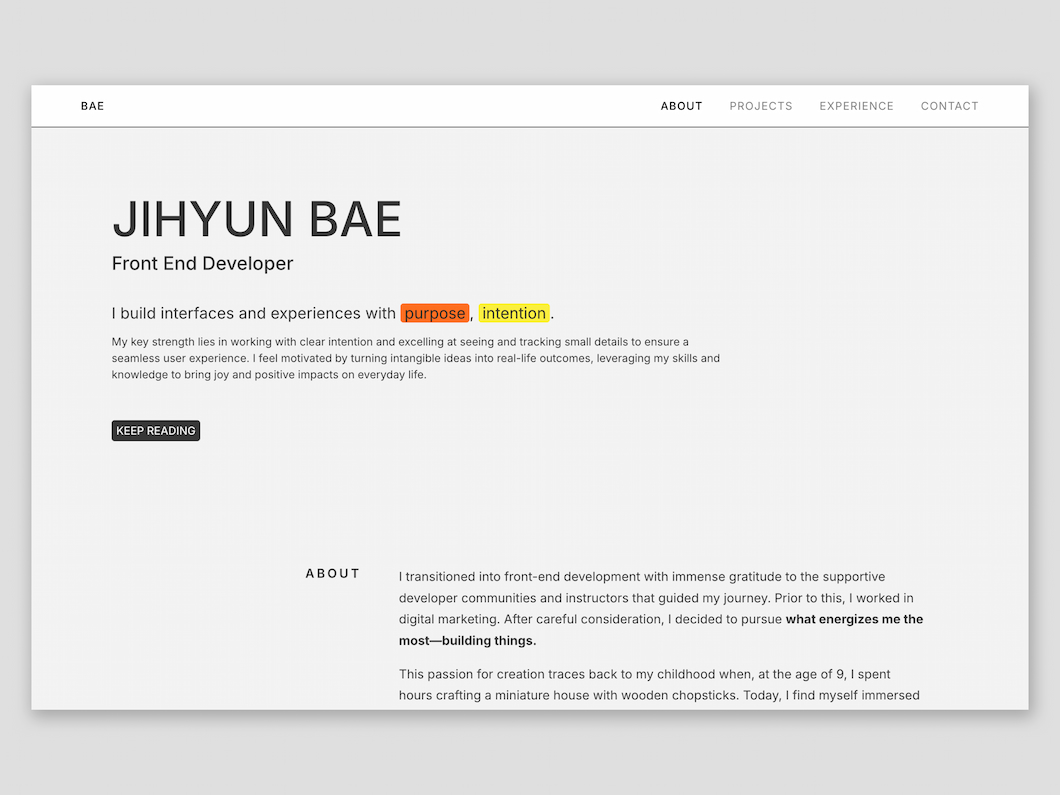 BAE
ABOUT PROJECTS EXPERIENCE CONTACT
JIHYUN BAE
Front End Developer
I build interfaces and experiences with purpose, intention.
My key strength lies in working with clear intention and excelling at seeing and tracking small details to ensure a
seamless user experience. I feel motivated by turning intangible ideas into real-life outcomes, leveraging my skills and
knowledge to bring joy and positive impacts on everyday life.
KEEP READING
ABOUT
I transitioned into front-end development with immense gratitude to the supportive
developer communities and instructors that guided my journey. Prior to this, I worked in
digital marketing. After careful consideration, I decided to pursue what energizes me the
most—building things.
This passion for creation traces back to my childhood when, at the age of 9, I spent
hours crafting a miniature house with wooden chopsticks. Today, I find myself immersed